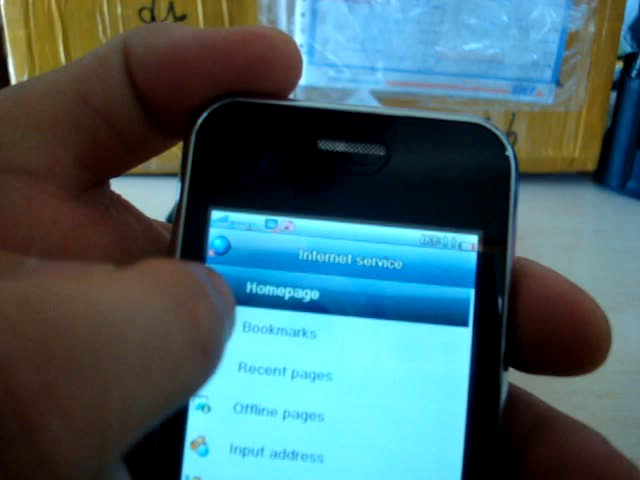 Internet service
Homepage
Bookmarks
Recent pages
Offline pages
Input address